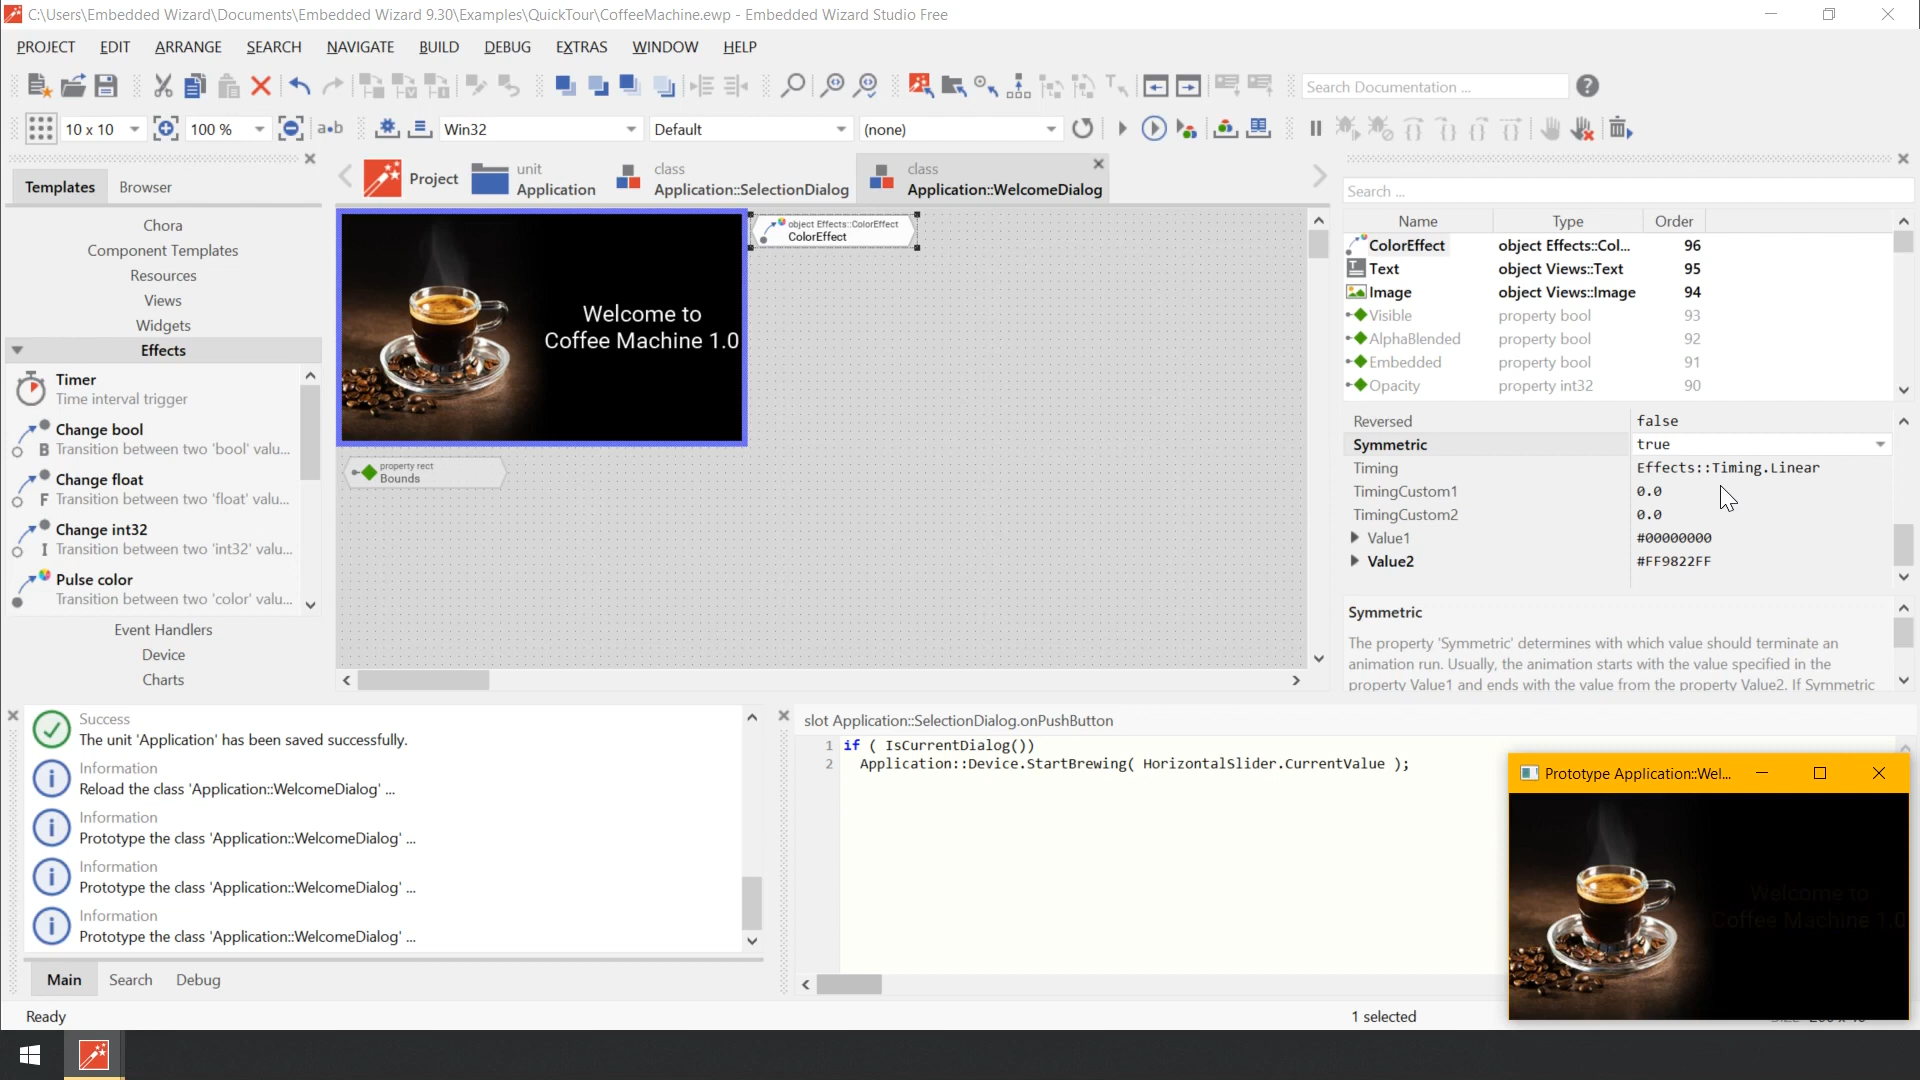 C:\Users\Embedded Wizard\Documents\Embedded Wizard 9.30\Examples\QuickTour\CoffeeMachine.ewp - Embedded Wizard Studio Free
PROJECT EDIT ARRANGE SEARCH NAVIGATE BUILD DEBUG EXTRAS WINDOW HELP
Search Documentation ...
10 x 10 100 % a•b Win32 Default (none)
Templates Browser
Chora
Component Templates
Resources
Views
Widgets
Effects
Timer
Time interval trigger
Change bool
B Transition between two 'bool' valu...
Change float
F Transition between two 'float' valu...
Change int32
I Transition between two 'int32' valu...
Pulse color
Transition between two 'color' valu...
Event Handlers
Device
Charts
Project
unit
Application
class
Application::SelectionDialog
class
Application::WelcomeDialog
Welcome to
Coffee Machine 1.0
object Effects::ColorEffect
ColorEffect
property rect
Bounds
Search ...
Name Type Order
ColorEffect object Effects::Col... 96
Text object Views::Text 95
Image object Views::Image 94
Visible property bool 93
AlphaBlended property bool 92
Embedded property bool 91
Opacity property int32 90
Reversed false
Symmetric true
Timing Effects::Timing.Linear
TimingCustom1 0.0
TimingCustom2 0.0
Value1 #00000000
Value2 #FF9822FF
Symmetric
The property 'Symmetric' determines with which value should terminate an
animation run. Usually, the animation starts with the value specified in the
property Value1 and ends with the value from the property Value2. If Symmetric
Success
The unit 'Application' has been saved successfully.
Information
Reload the class 'Application::WelcomeDialog' ...
Information
Prototype the class 'Application::WelcomeDialog' ...
Information
Prototype the class 'Application::WelcomeDialog' ...
Information
Prototype the class 'Application::WelcomeDialog' ...
Main Search Debug
slot Application::SelectionDialog.onPushButton
1 if ( IsCurrentDialog())
2 Application::Device.StartBrewing( HorizontalSlider.CurrentValue );
Prototype Application::Wel...
Welcome to
Coffee Machine 1.0
Ready
1 selected